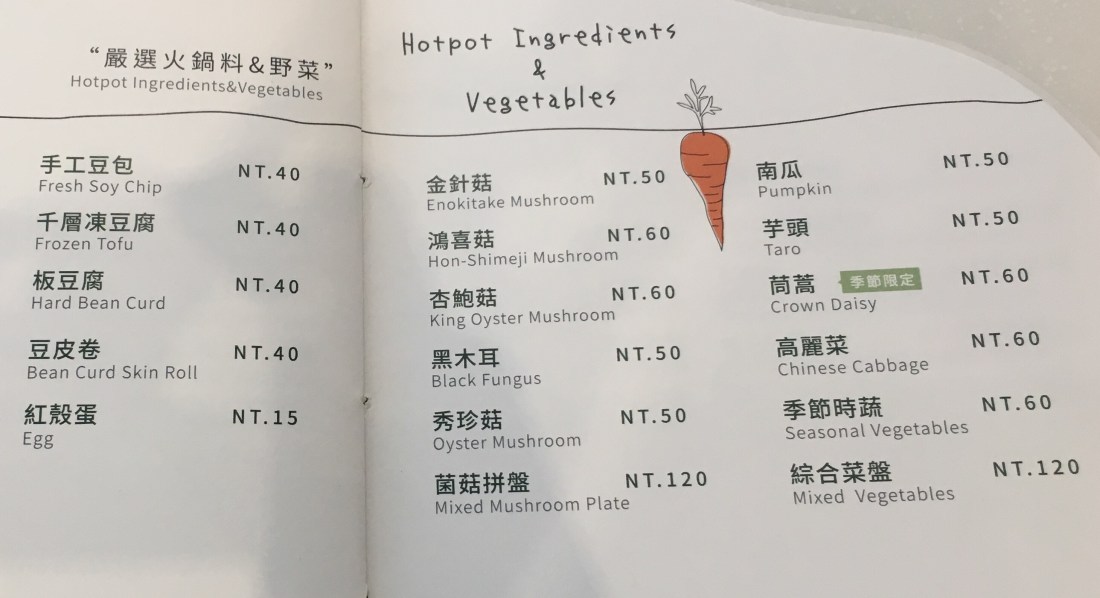 “嚴選火鍋料&野菜”
Hotpot Ingredients&Vegetables
手工豆包 NT.40
Fresh Soy Chip
千層凍豆腐 NT.40
Frozen Tofu
板豆腐 NT.40
Hard Bean Curd
豆皮卷 NT.40
Bean Curd Skin Roll
紅殼蛋 NT.15
Egg
Hotpot Ingredients
&
Vegetables
金針菇 NT.50
Enokitake Mushroom
鴻喜菇 NT.60
Hon-Shimeji Mushroom
杏鮑菇 NT.60
King Oyster Mushroom
黑木耳 NT.50
Black Fungus
秀珍菇 NT.50
Oyster Mushroom
菌菇拼盤 NT.120
Mixed Mushroom Plate
南瓜 NT.50
Pumpkin
芋頭 NT.50
Taro
茼蒿 季節限定 NT.60
Crown Daisy
高麗菜 NT.60
Chinese Cabbage
季節時蔬 NT.60
Seasonal Vegetables
綜合菜盤 NT.120
Mixed Vegetables